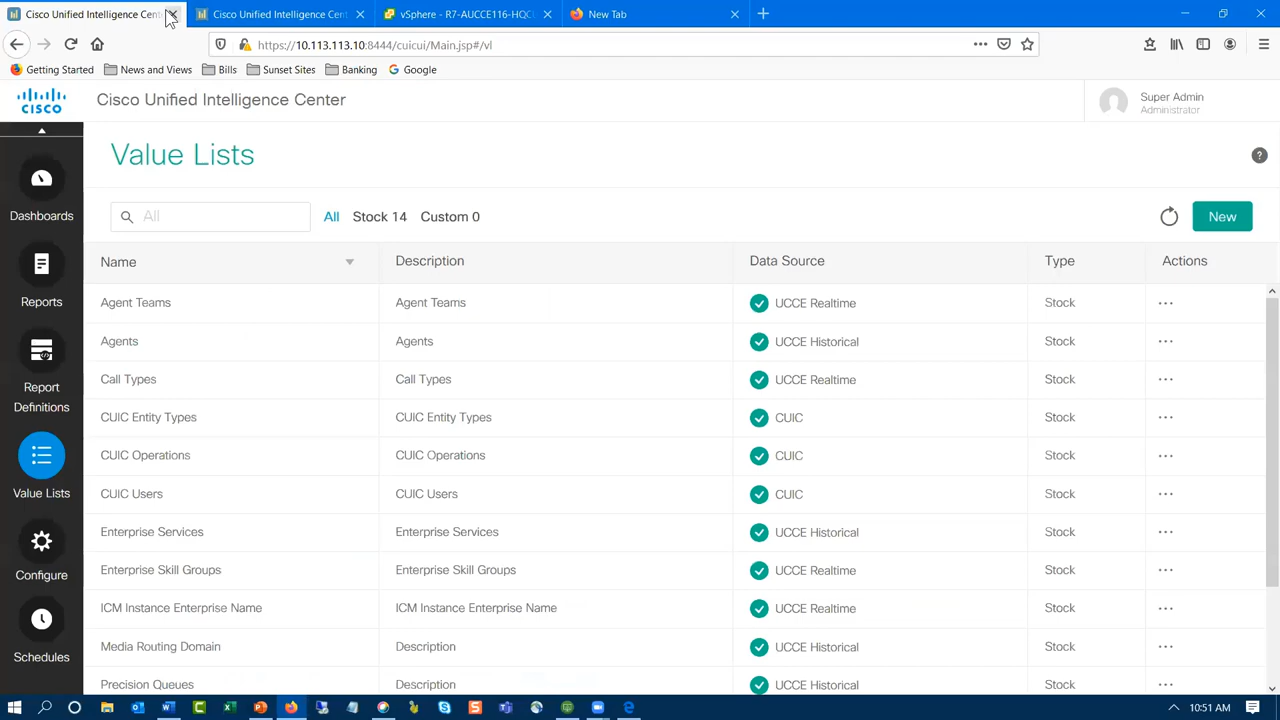 Cisco Unified Intelligence Cent
Cisco Unified Intelligence Cent
vSphere - R7-AUCCE116-HQCU
New Tab
https://10.113.113.10:8444/cuicui/Main.jsp#/vl
Getting Started
News and Views
Bills
Sunset Sites
Banking
Google
CISCO
Cisco Unified Intelligence Center
Super Admin
Administrator
Dashboards
Reports
Report
Definitions
Value Lists
Configure
Schedules
Value Lists
All
All Stock 14 Custom 0
New
Name Description Data Source Type Actions
Agent Teams Agent Teams UCCE Realtime Stock
Agents Agents UCCE Historical Stock
Call Types Call Types UCCE Realtime Stock
CUIC Entity Types CUIC Entity Types CUIC Stock
CUIC Operations CUIC Operations CUIC Stock
CUIC Users CUIC Users CUIC Stock
Enterprise Services Enterprise Services UCCE Historical Stock
Enterprise Skill Groups Enterprise Skill Groups UCCE Realtime Stock
ICM Instance Enterprise Name ICM Instance Enterprise Name UCCE Realtime Stock
Media Routing Domain Description UCCE Historical Stock
Precision Queues Description UCCE Historical Stock
10:51 AM